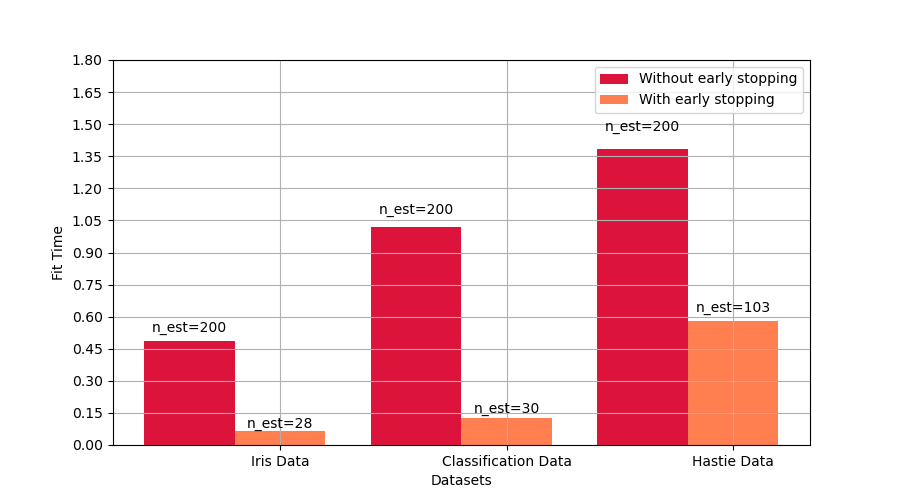 Without early stopping
With early stopping
1.80
1.65
1.50
1.35
1.20
1.05
0.90
0.75
0.60
0.45
0.30
0.15
0.00
Fit Time
n_est=200
n_est=28
n_est=200
n_est=30
n_est=200
n_est=103
Iris Data
Classification Data
Hastie Data
Datasets